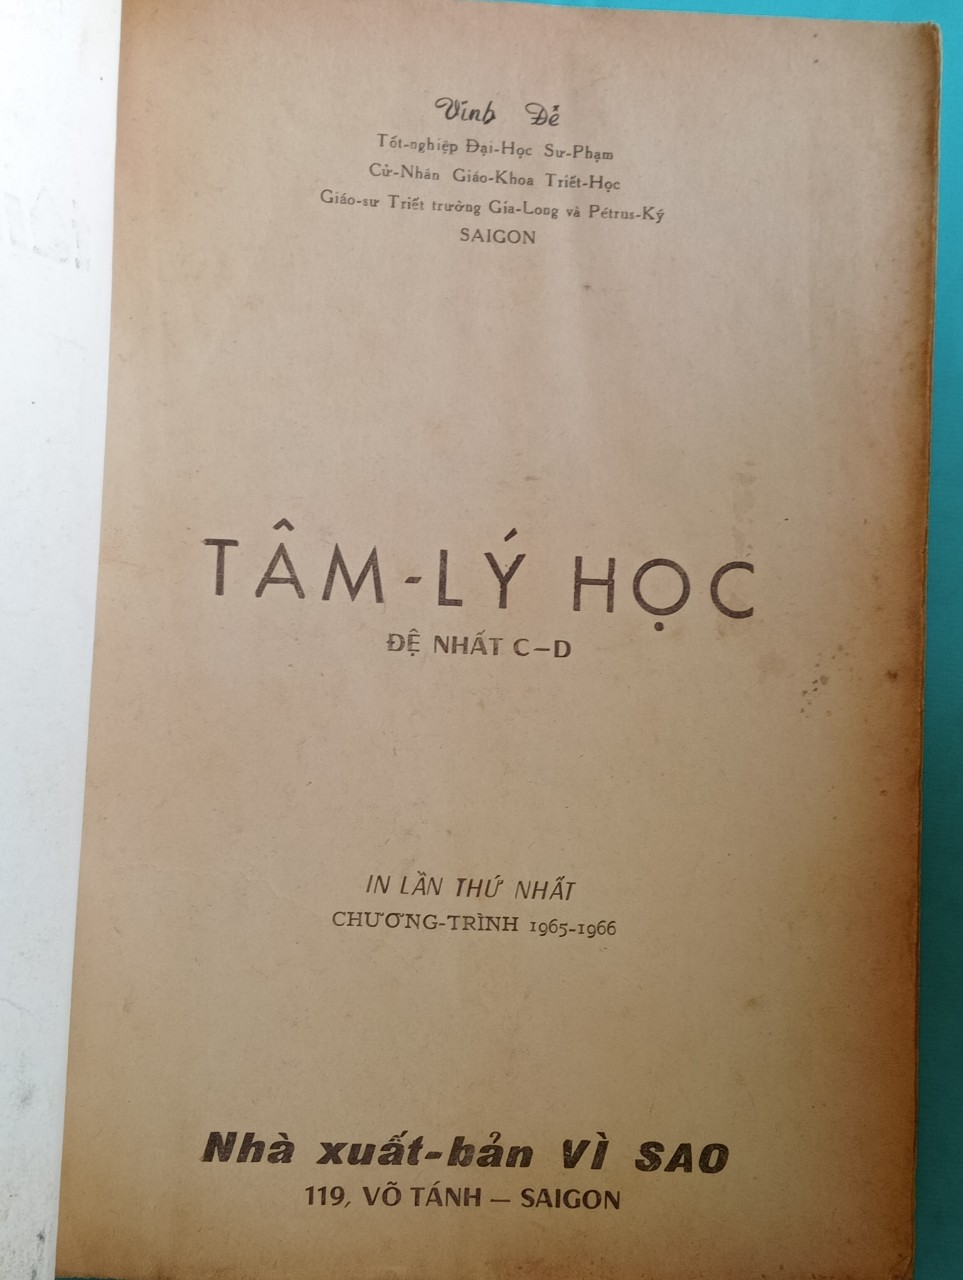 Vĩnh Đễ
Tốt-nghiệp Đại-Học Sư-Phạm
Cử-Nhân Giáo-Khoa Triết-Học
Giáo-sư Triết trường Gia-Long và Pétrus-Ký
SAIGON
TÂM-LÝ HỌC
ĐỆ NHẤT C–D
IN LẦN THỨ NHẤT
CHƯƠNG-TRÌNH 1965-1966
Nhà xuất-bản VÌ SAO
119, VÕ TÁNH — SAIGON